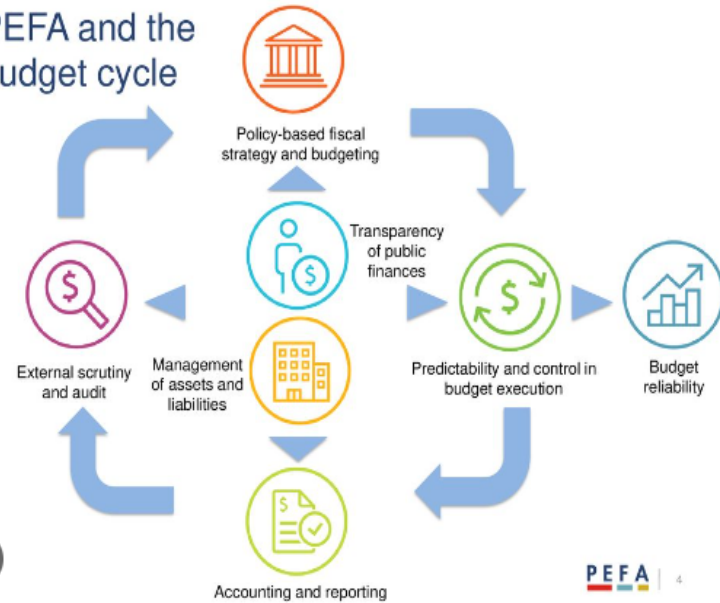 PEFA and the
udget cycle
Policy-based fiscal
strategy and budgeting
Transparency
of public
finances
$
$
$
External scrutiny
and audit
Management
of assets and
liabilities
Predictability and control in
budget execution
Budget
reliability
$
Accounting and reporting
PEFA
4